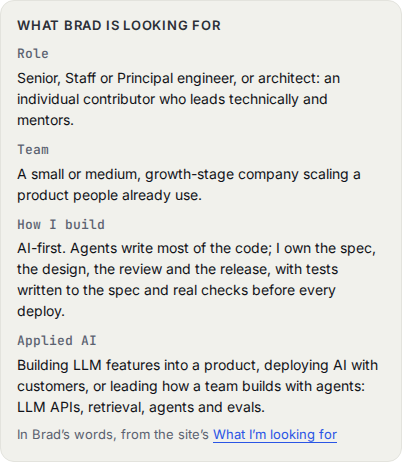 WHAT BRAD IS LOOKING FOR
Role
Senior, Staff or Principal engineer, or architect: an
individual contributor who leads technically and
mentors.
Team
A small or medium, growth-stage company scaling a
product people already use.
How I build
AI-first. Agents write most of the code; I own the spec,
the design, the review and the release, with tests
written to the spec and real checks before every
deploy.
Applied AI
Building LLM features into a product, deploying AI with
customers, or leading how a team builds with agents:
LLM APIs, retrieval, agents and evals.
In Brad’s words, from the site’s What I’m looking for